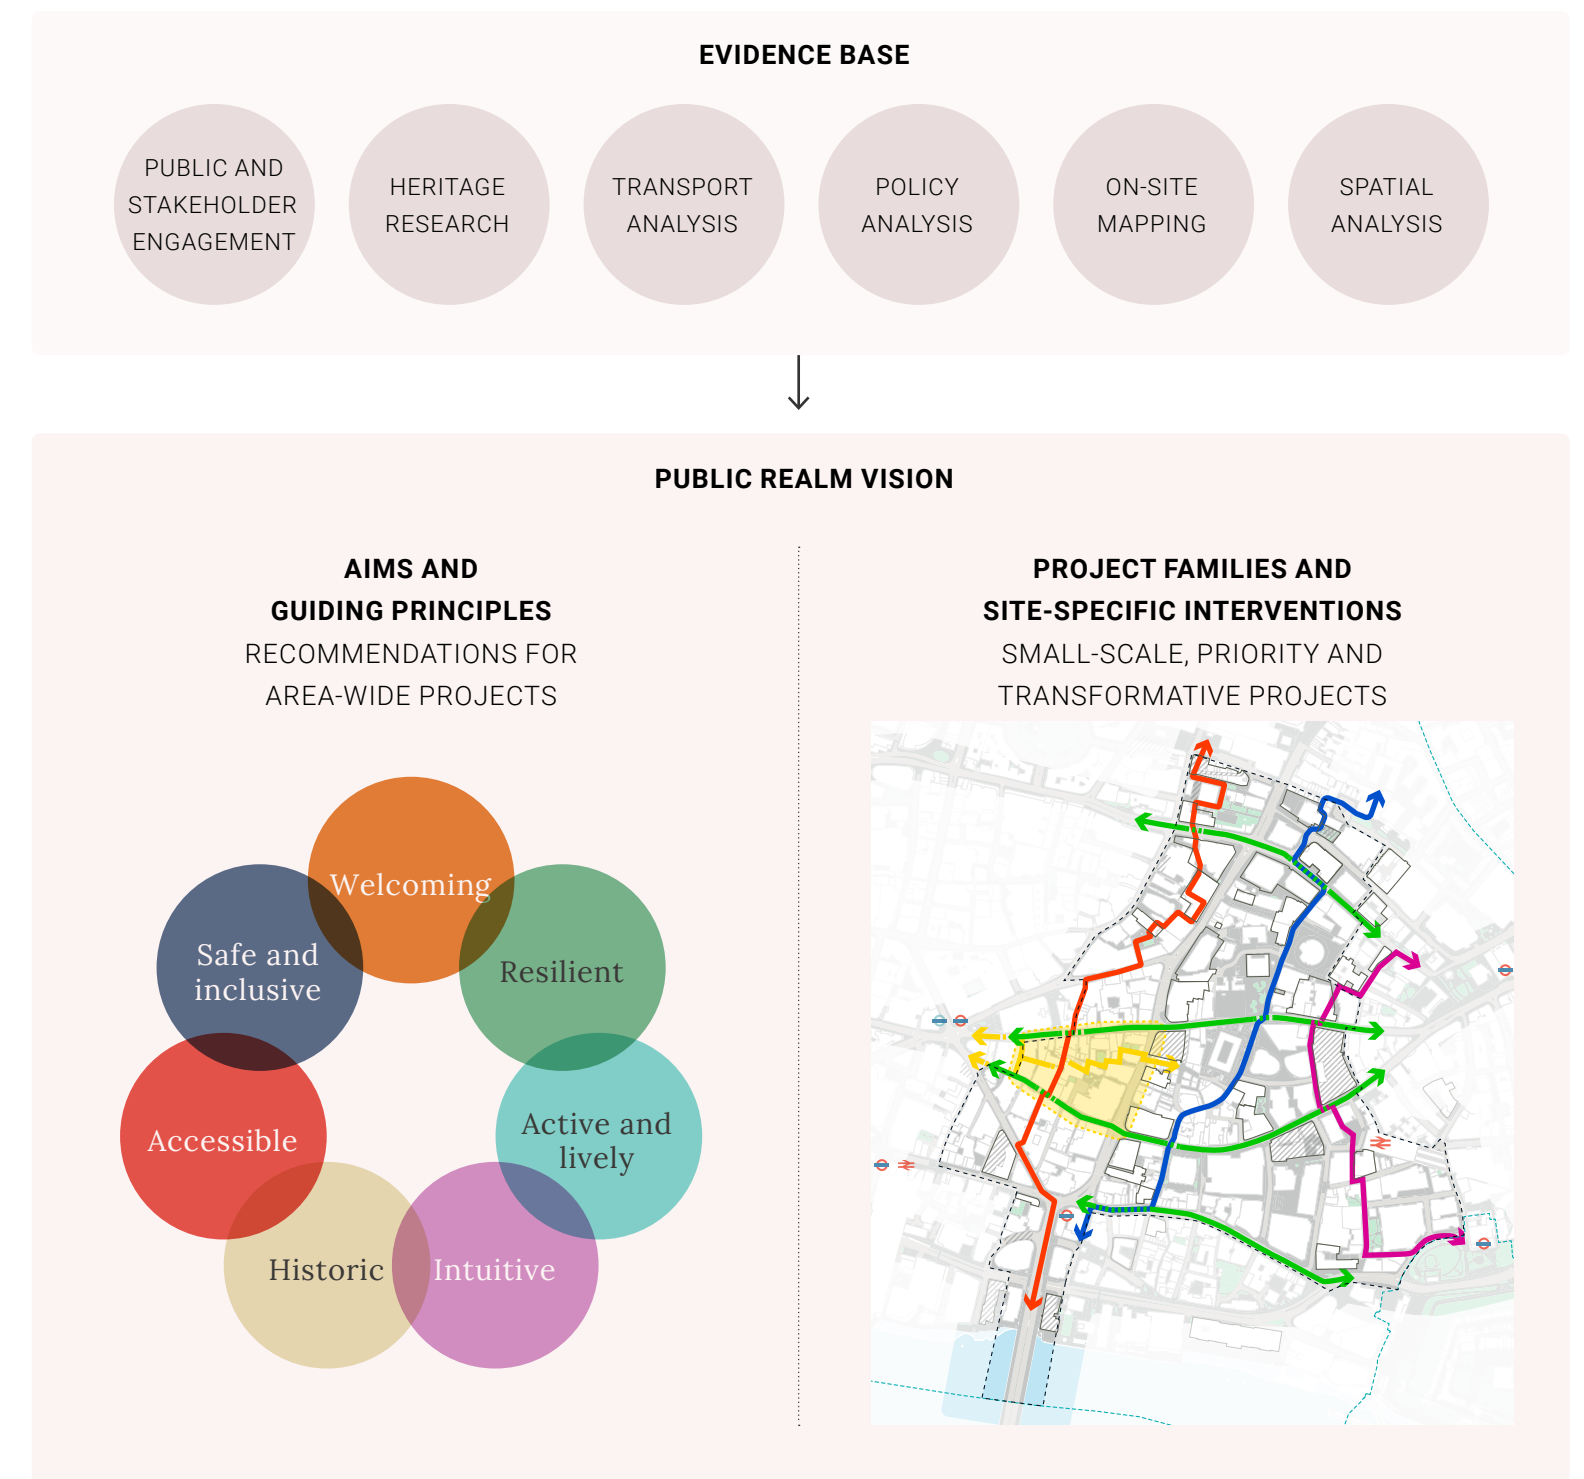 EVIDENCE BASE
PUBLIC AND
STAKEHOLDER
ENGAGEMENT
HERITAGE
RESEARCH
TRANSPORT
ANALYSIS
POLICY
ANALYSIS
ON-SITE
MAPPING
SPATIAL
ANALYSIS
PUBLIC REALM VISION
AIMS AND
GUIDING PRINCIPLES
RECOMMENDATIONS FOR
AREA-WIDE PROJECTS
Welcoming
Safe and
inclusive
Resilient
Accessible
Active and
lively
Historic
Intuitive
PROJECT FAMILIES AND
SITE-SPECIFIC INTERVENTIONS
SMALL-SCALE, PRIORITY AND
TRANSFORMATIVE PROJECTS